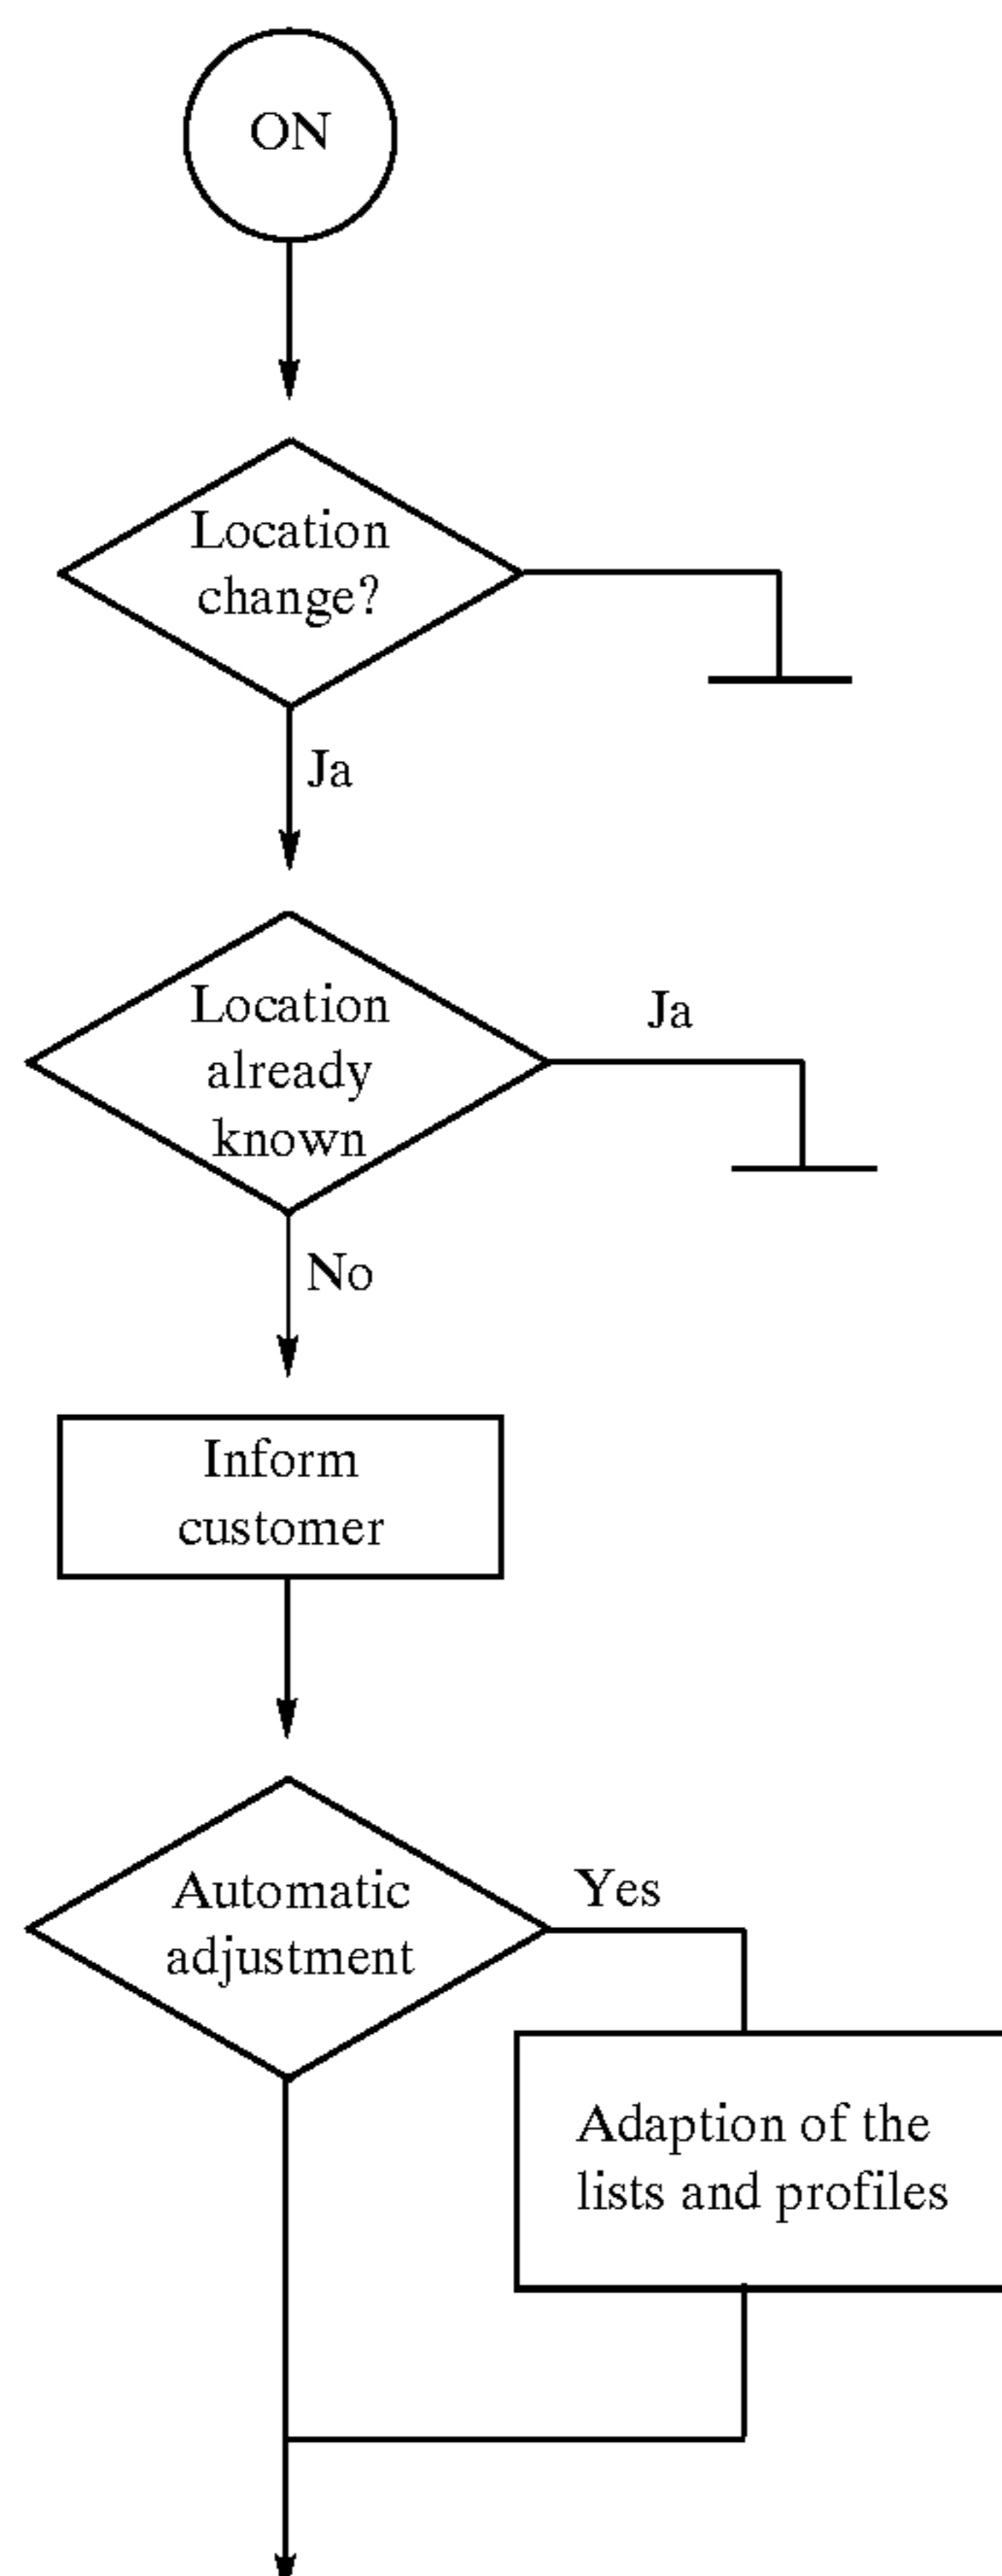 ON
Location
change?
Ja
Location
already
known
Ja
No
Inform
customer
Automatic
adjustment
Yes
Adaption of the
lists and profiles